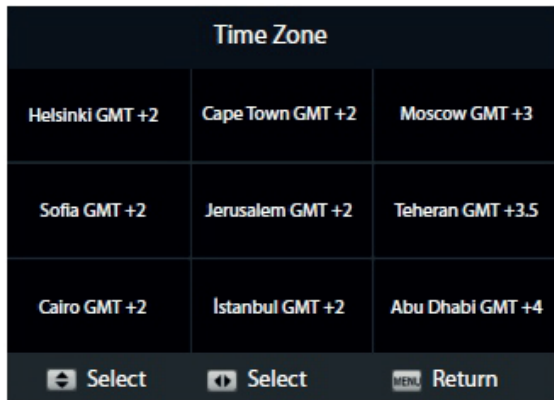 Time Zone
Helsinki GMT +2 Cape Town GMT +2 Moscow GMT +3
Sofia GMT +2 Jerusalem GMT +2 Teheran GMT +3.5
Cairo GMT +2 İstanbul GMT +2 Abu Dhabi GMT +4
Select Select MENU Return